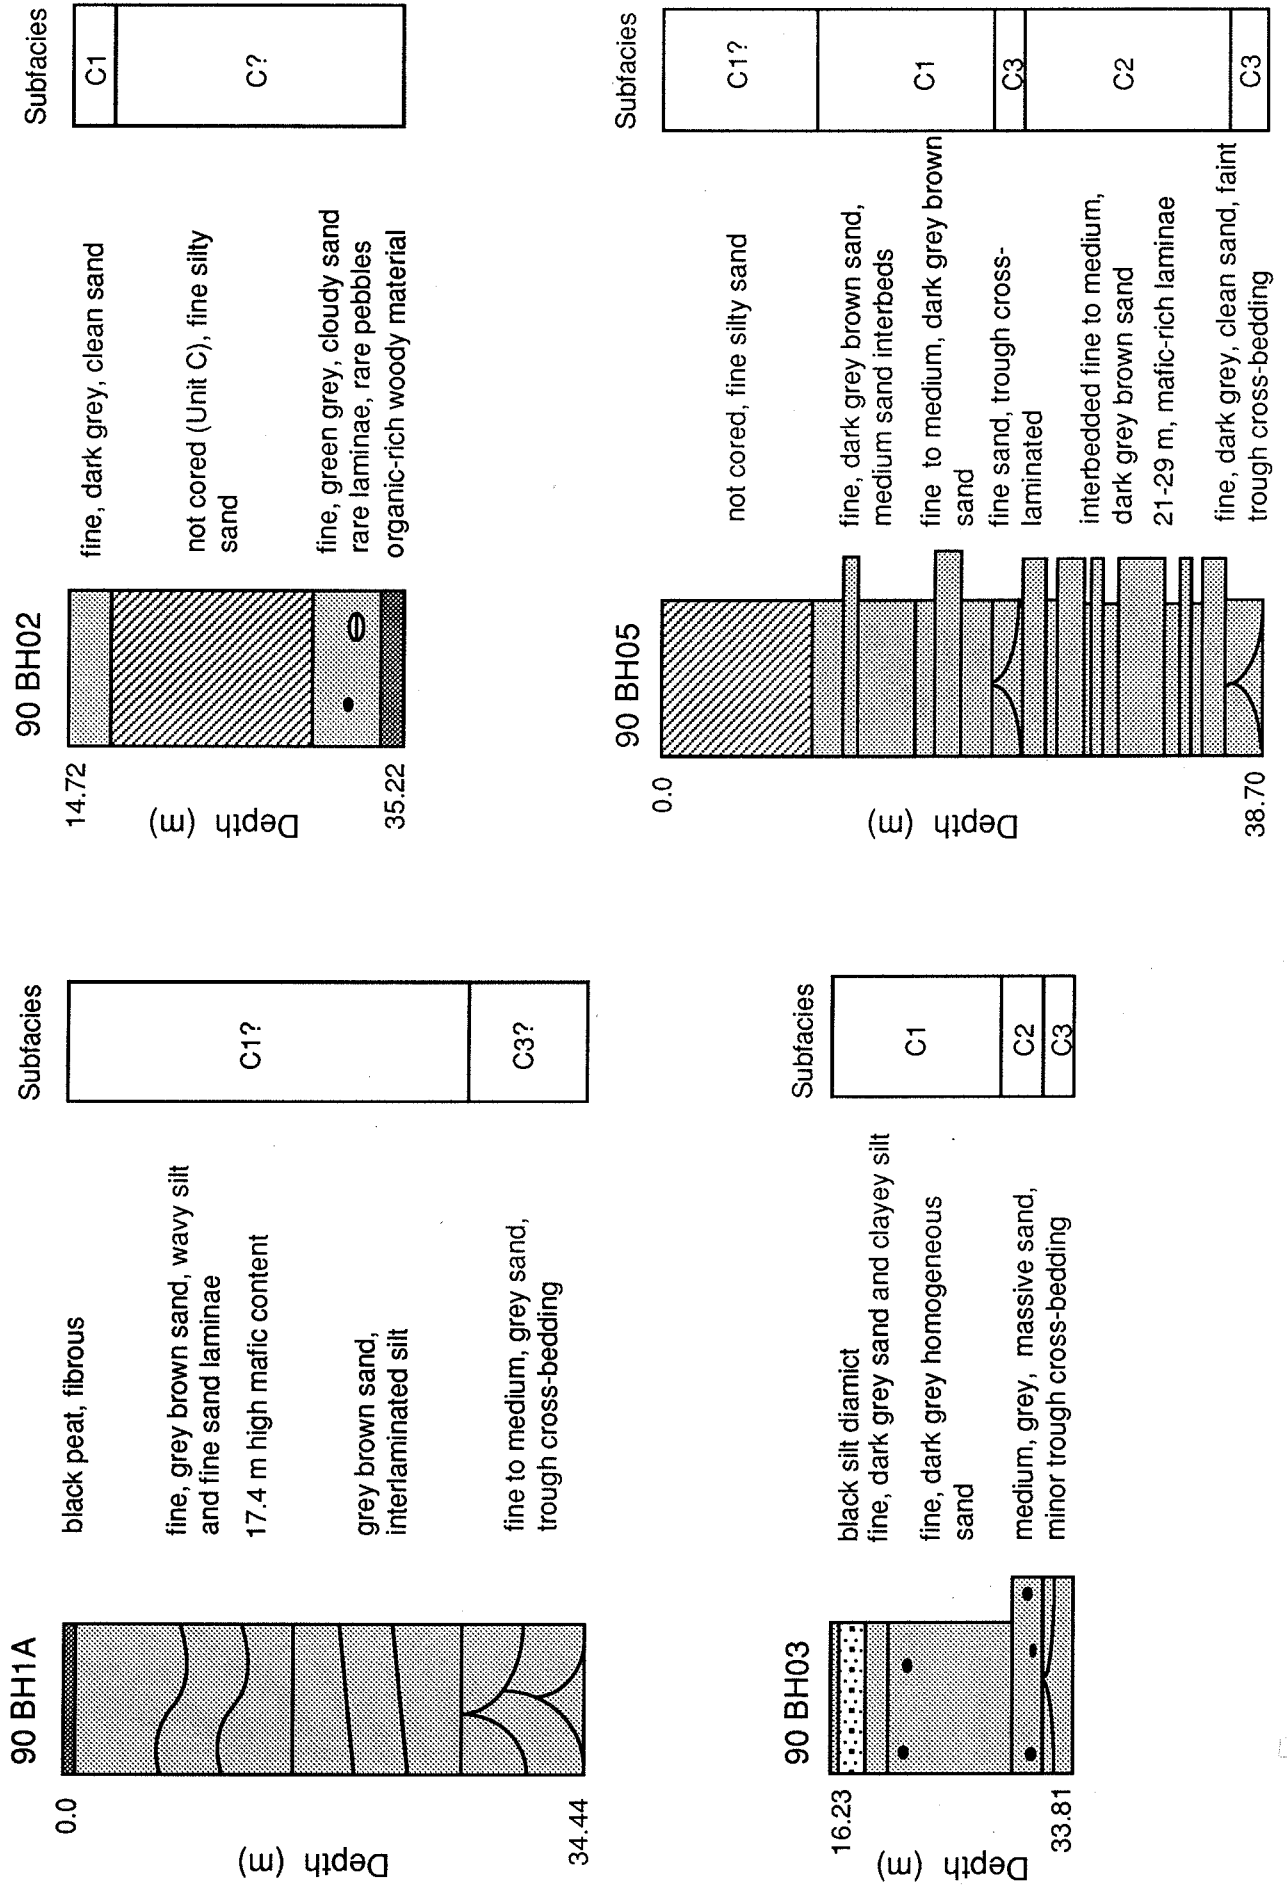 90 BH1A
Subfacies
0.0
Depth (m)
34.44
black peat, fibrous
fine, grey brown sand, wavy silt
and fine sand laminae
17.4 m high mafic content
grey brown sand,
interlaminated silt
fine to medium, grey sand,
trough cross-bedding
C1?
C3?
90 BH02
Subfacies
14.72
Depth (m)
35.22
fine, dark grey, clean sand
not cored (Unit C), fine silty
sand
fine, green grey, cloudy sand
rare laminae, rare pebbles
organic-rich woody material
C1
C?
90 BH03
Subfacies
16.23
Depth (m)
33.81
black silt diamict
fine, dark grey sand and clayey silt
fine, dark grey homogeneous
sand
medium, grey, massive sand,
minor trough cross-bedding
C1
C2
C3
90 BH05
Subfacies
0.0
Depth (m)
38.70
not cored, fine silty sand
fine, dark grey brown sand,
medium sand interbeds
fine to medium, dark grey brown
sand
fine sand, trough cross-
laminated
interbedded fine to medium,
dark grey brown sand
21-29 m, mafic-rich laminae
fine, dark grey, clean sand, faint
trough cross-bedding
C1?
C1
C3
C2
C3